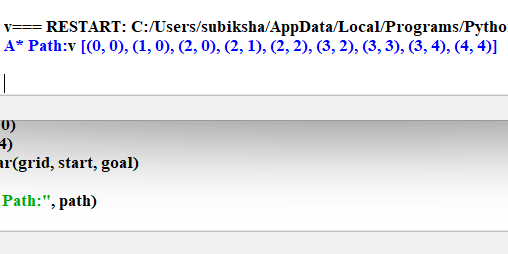 v=== RESTART: C:/Users/subiksha/AppData/Local/Programs/Pytho
A* Path:v [(0, 0), (1, 0), (2, 0), (2, 1), (2, 2), (3, 2), (3, 3), (3, 4), (4, 4)]
0)
4)
ar(grid, start, goal)
Path:", path)